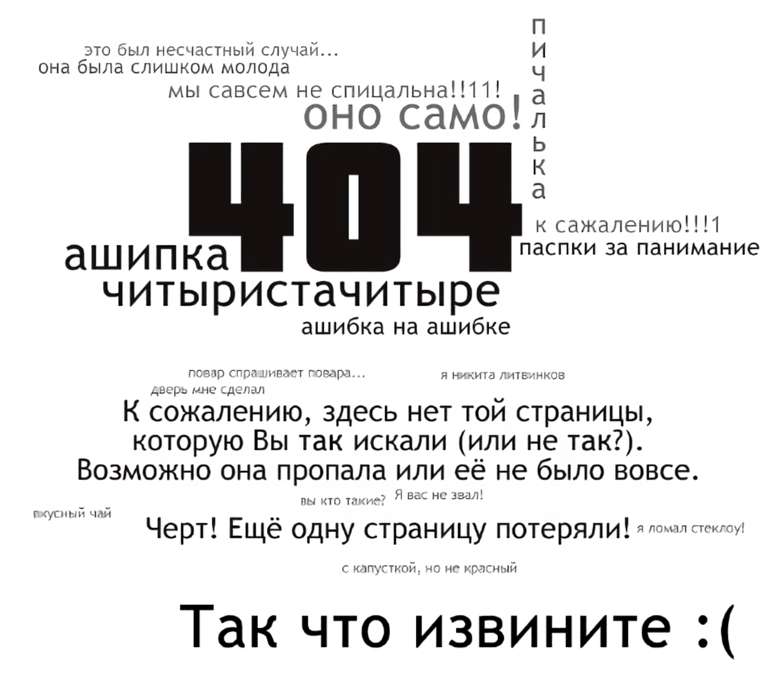 это был несчастный случай...
она была слишком молода
мы савсем не спицальна!!11!
оно само!
пичалька
404
к сажалению!!!1
паспки за панимание
ашипка
читыристачитыре
ашибка на ашибке
повар спрашивает повара...
я никита литвинков
дверь мне сделал
К сожалению, здесь нет той страницы,
которую Вы так искали (или не так?).
Возможно она пропала или её не было вовсе.
вы кто такие?
Я вас не звал!
вкусный чай
Черт! Ещё одну страницу потеряли!
я ломал стеклоу!
с капусткой, но не красный
Так что извините :(